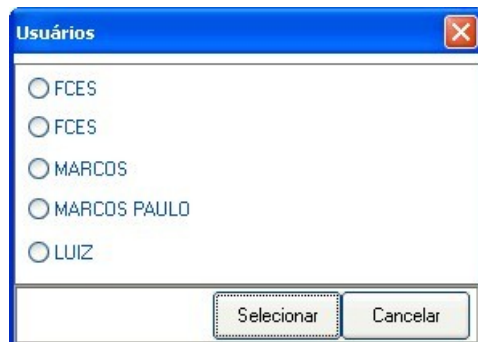 Usuários
FCES
FCES
MARCOS
MARCOS PAULO
LUIZ
Selecionar Cancelar